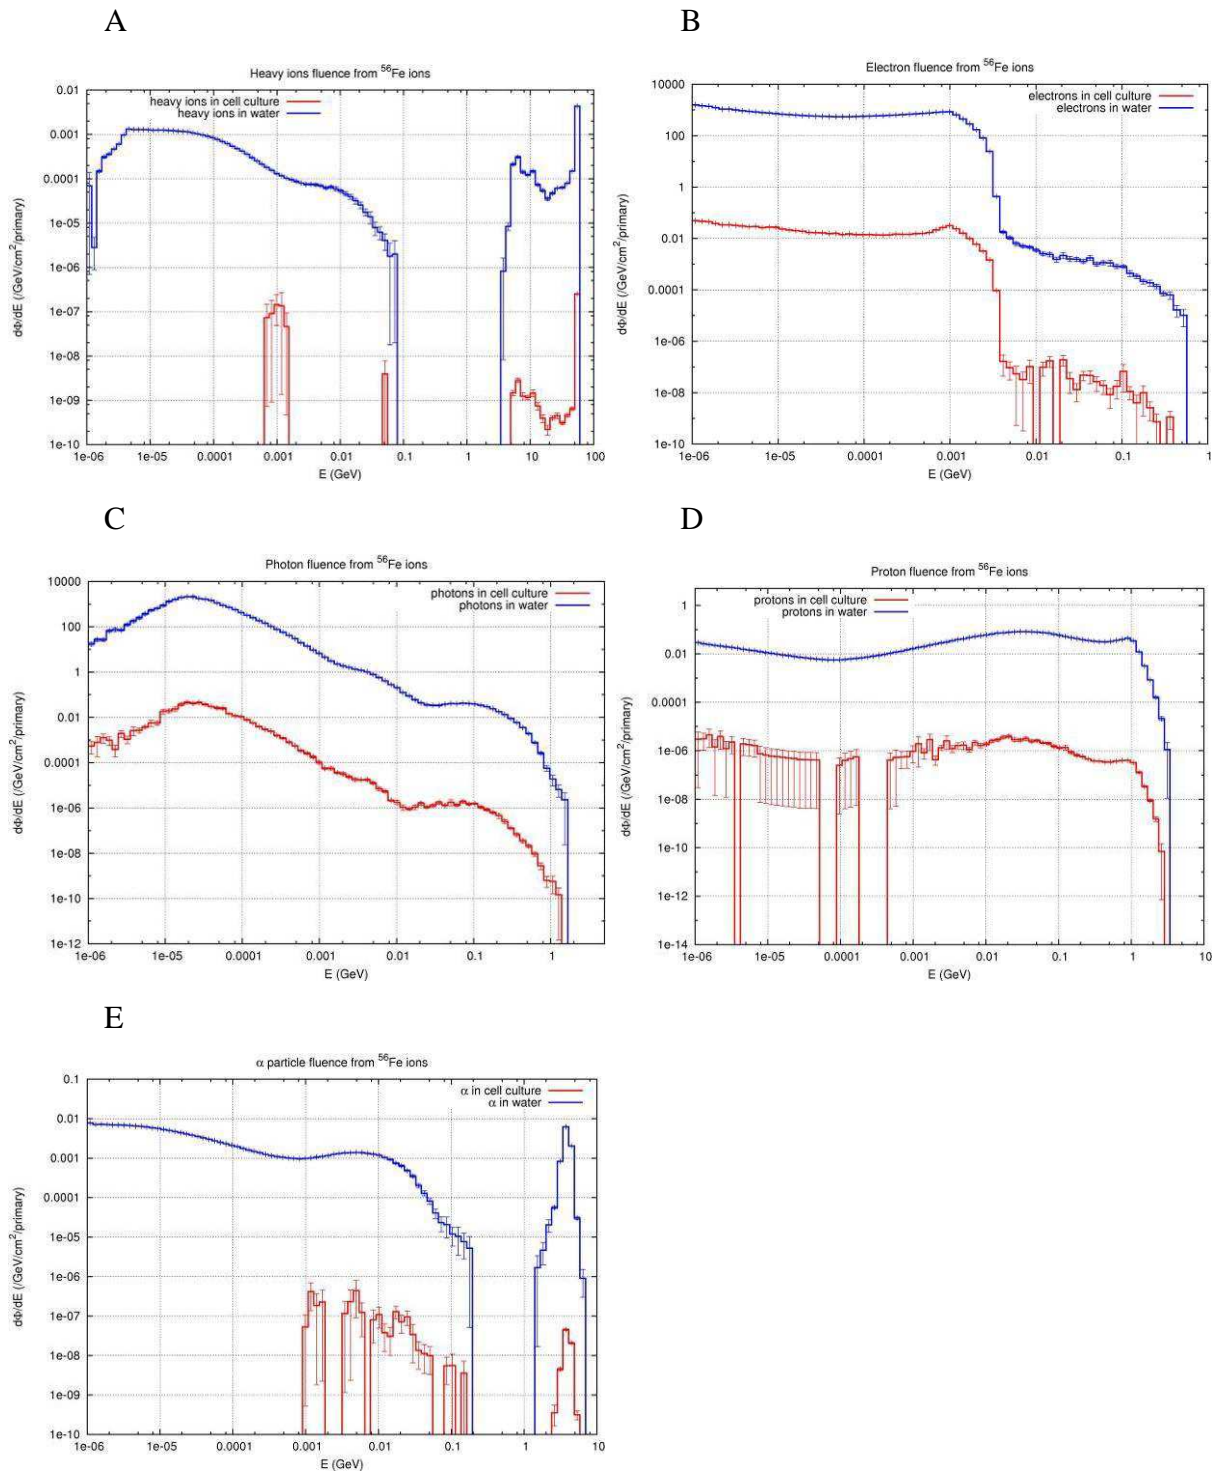 A
Heavy ions fluence from ⁵⁶Fe ions
heavy ions in cell culture
heavy ions in water
dΦ/dE (/GeV/cm²/primary)
0.01
0.001
0.0001
1e-05
1e-06
1e-07
1e-08
1e-09
1e-10
1e-06 1e-05 0.0001 0.001 0.01 0.1 1 10 100
E (GeV)
B
Electron fluence from ⁵⁶Fe ions
electrons in cell culture
electrons in water
dΦ/dE (/GeV/cm²/primary)
10000
100
1
0.01
0.0001
1e-06
1e-08
1e-10
1e-06 1e-05 0.0001 0.001 0.01 0.1 1
E (GeV)
C
Photon fluence from ⁵⁶Fe ions
photons in cell culture
photons in water
dΦ/dE (/GeV/cm²/primary)
10000
100
1
0.01
0.0001
1e-06
1e-08
1e-10
1e-12
1e-06 1e-05 0.0001 0.001 0.01 0.1 1
E (GeV)
D
Proton fluence from ⁵⁶Fe ions
protons in cell culture
protons in water
dΦ/dE (/GeV/cm²/primary)
1
0.01
0.0001
1e-06
1e-08
1e-10
1e-12
1e-14
1e-06 1e-05 0.0001 0.001 0.01 0.1 1 10
E (GeV)
E
α particle fluence from ⁵⁶Fe ions
α in cell culture
α in water
dΦ/dE (/GeV/cm²/primary)
0.1
0.01
0.001
0.0001
1e-05
1e-06
1e-07
1e-08
1e-09
1e-10
1e-06 1e-05 0.0001 0.001 0.01 0.1 1 10
E (GeV)